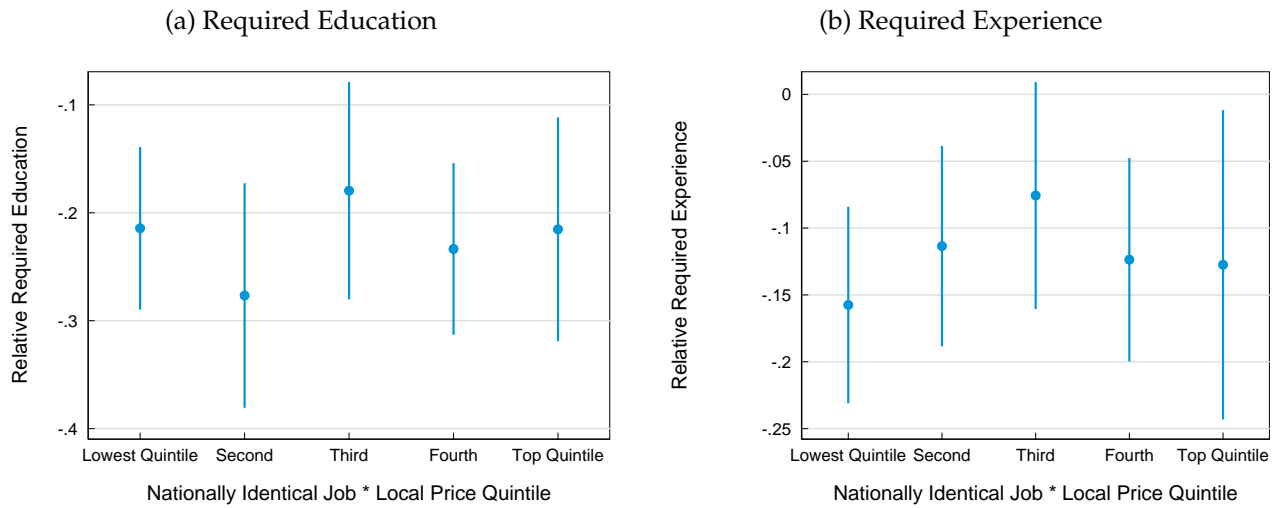 (a) Required Education
Relative Required Education
-.1
-.2
-.3
-.4
Lowest Quintile Second Third Fourth Top Quintile
Nationally Identical Job * Local Price Quintile
(b) Required Experience
Relative Required Experience
0
-.05
-.1
-.15
-.2
-.25
Lowest Quintile Second Third Fourth Top Quintile
Nationally Identical Job * Local Price Quintile